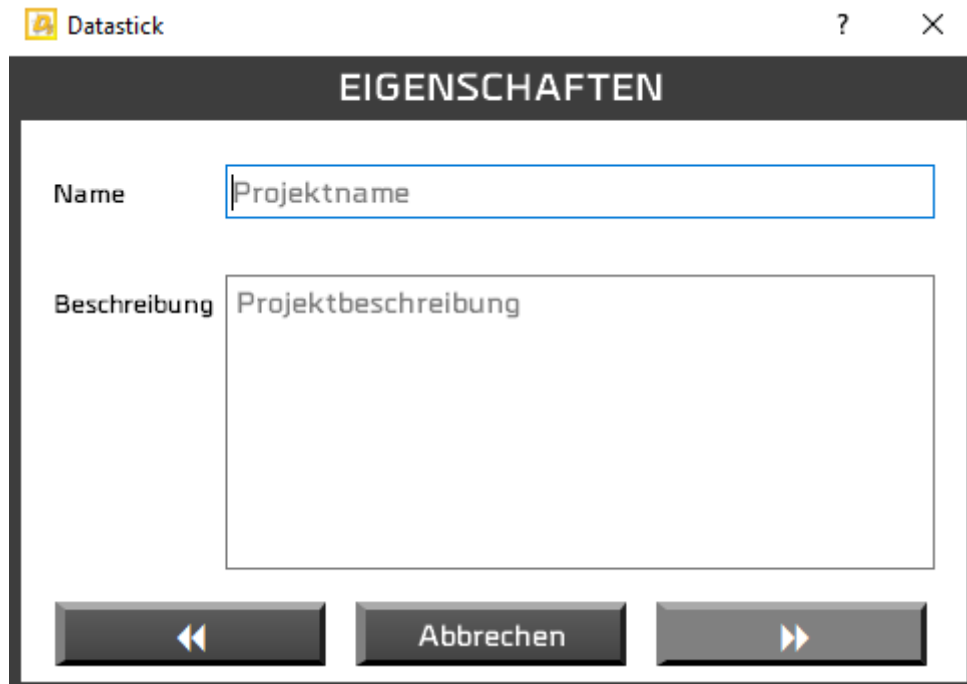 Datastick
?
EIGENSCHAFTEN
Name
Projektname
Beschreibung
Projektbeschreibung
Abbrechen